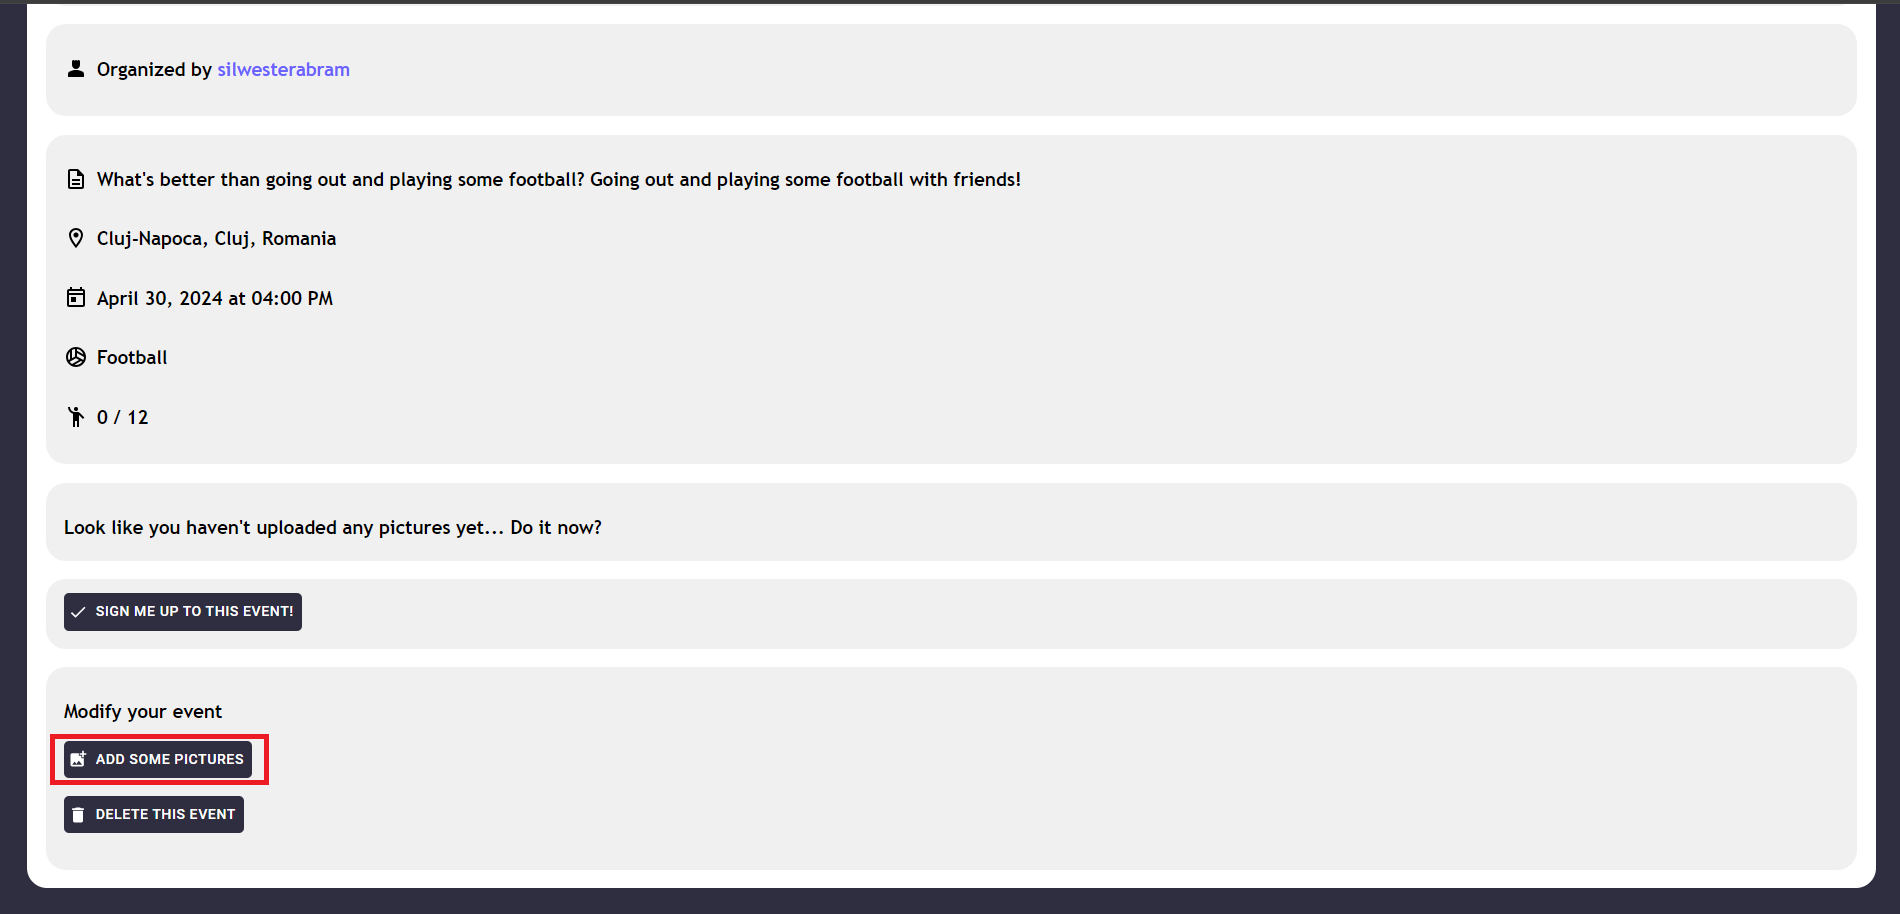 Organized by silwesterabram
What's better than going out and playing some football? Going out and playing some football with friends!
Cluj-Napoca, Cluj, Romania
April 30, 2024 at 04:00 PM
Football
0 / 12
Look like you haven't uploaded any pictures yet... Do it now?
SIGN ME UP TO THIS EVENT!
Modify your event
ADD SOME PICTURES
DELETE THIS EVENT